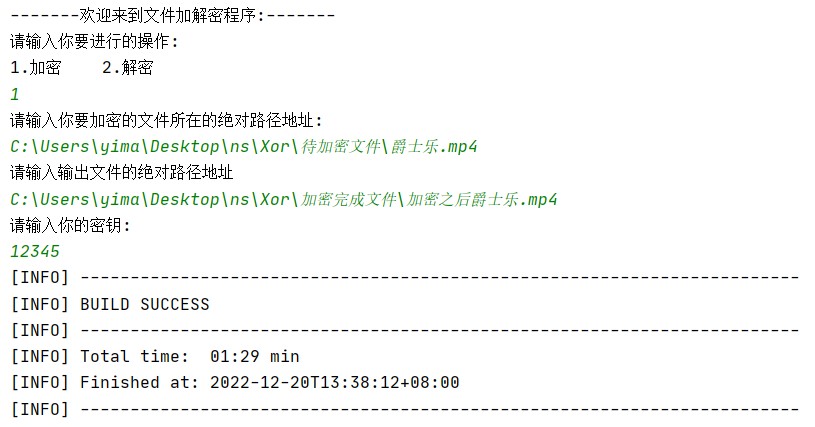 -------欢迎来到文件加解密程序:-------
请输入你要进行的操作:
1.加密    2.解密
1
请输入你要加密的文件所在的绝对路径地址:
C:\Users\yima\Desktop\ns\Xor\待加密文件\爵士乐.mp4
请输入输出文件的绝对路径地址
C:\Users\yima\Desktop\ns\Xor\加密完成文件\加密之后爵士乐.mp4
请输入你的密钥:
12345
[INFO] ------------------------------------------------------------------------
[INFO] BUILD SUCCESS
[INFO] ------------------------------------------------------------------------
[INFO] Total time:  01:29 min
[INFO] Finished at: 2022-12-20T13:38:12+08:00
[INFO] ------------------------------------------------------------------------